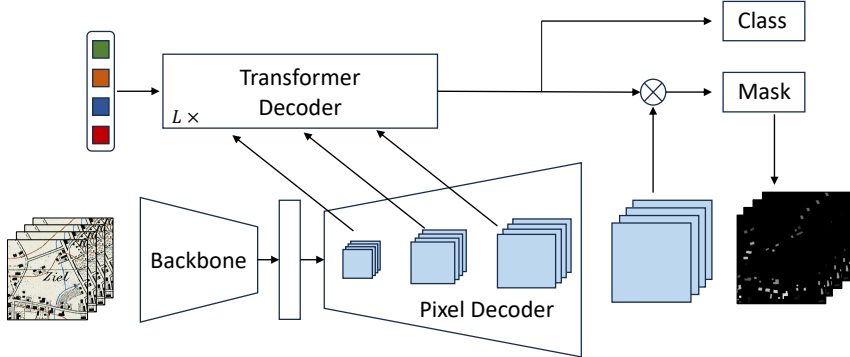 Class
Transformer
Decoder
L ×
Mask
Backbone
Ziel
Pixel Decoder